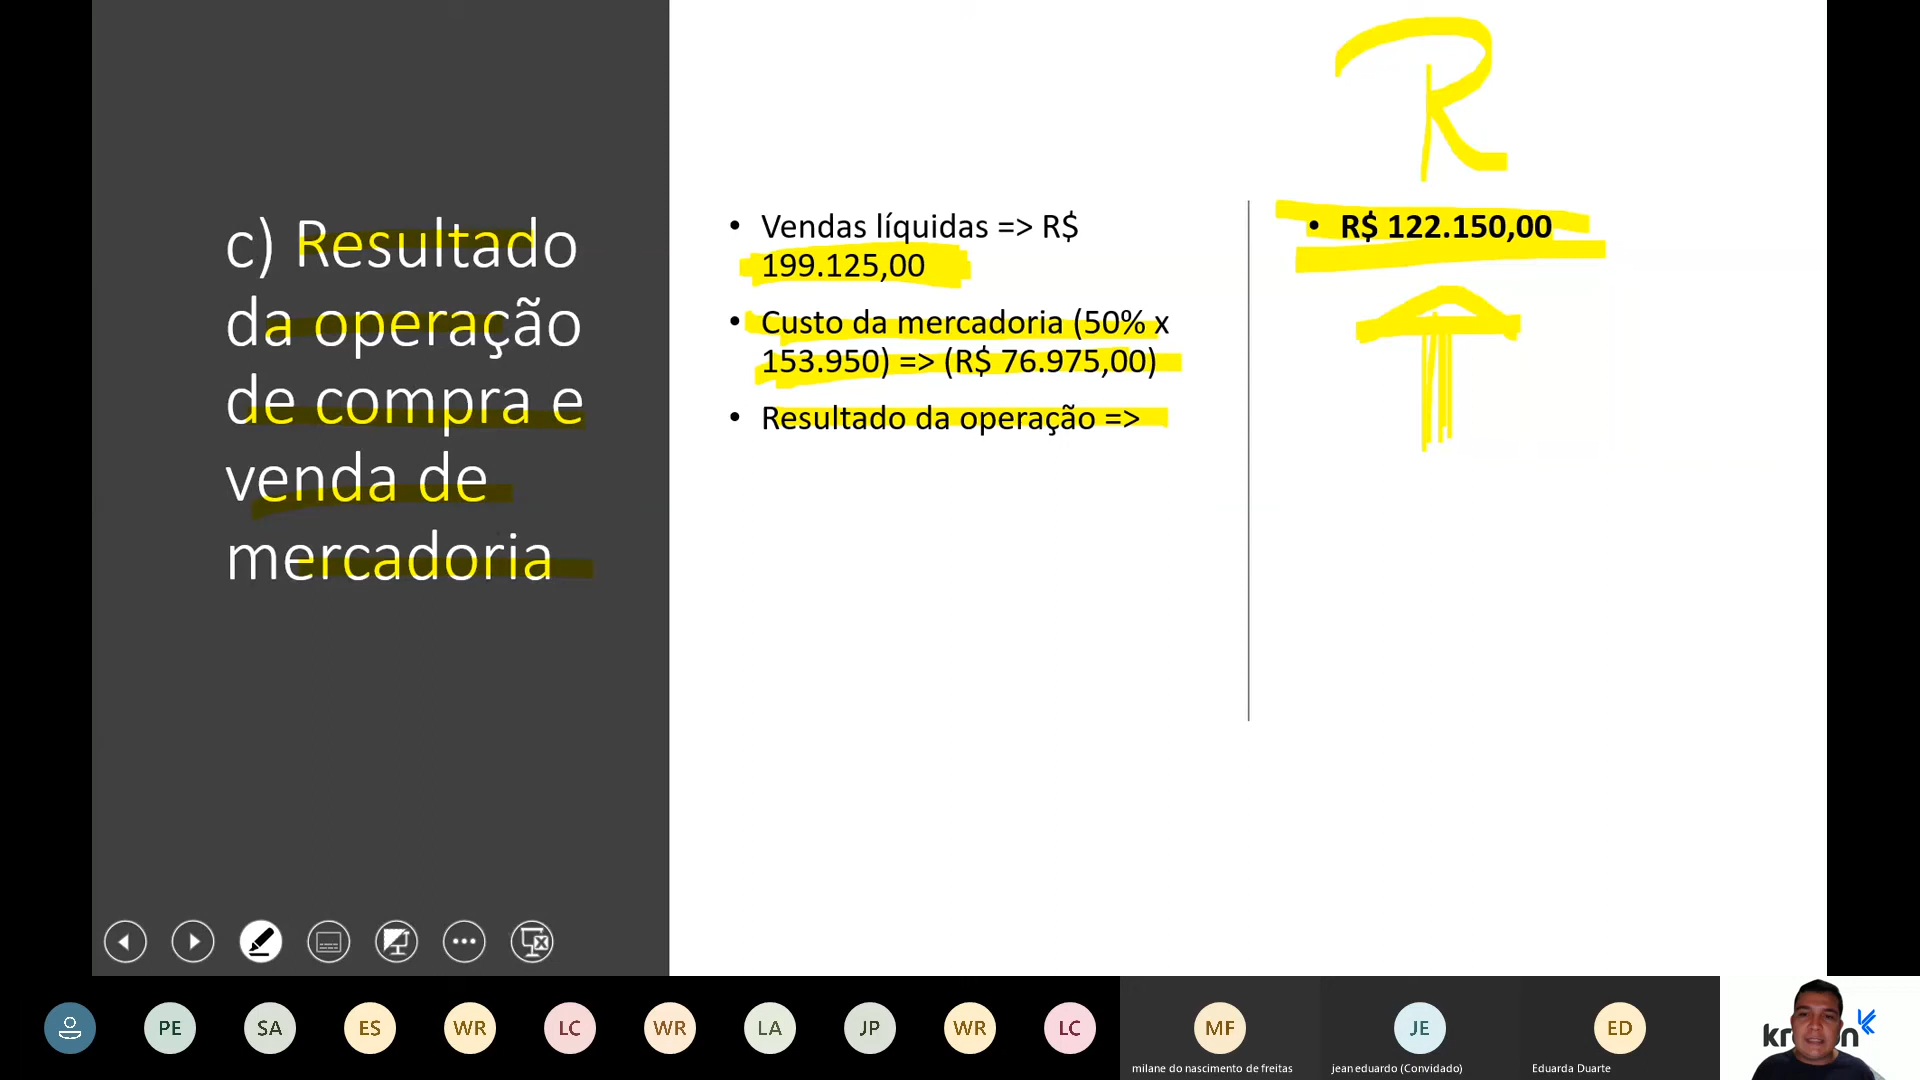 R
c) Resultado
da operação
de compra e
venda de
mercadoria
• Vendas líquidas => R$
199.125,00
• Custo da mercadoria (50% x
153.950) => (R$ 76.975,00)
• Resultado da operação =>
• R$ 122.150,00
PE
SA
ES
WR
LC
WR
LA
JP
WR
LC
MF
JE
ED
milane do nascimento de freitas
jean eduardo (Convidado)
Eduarda Duarte